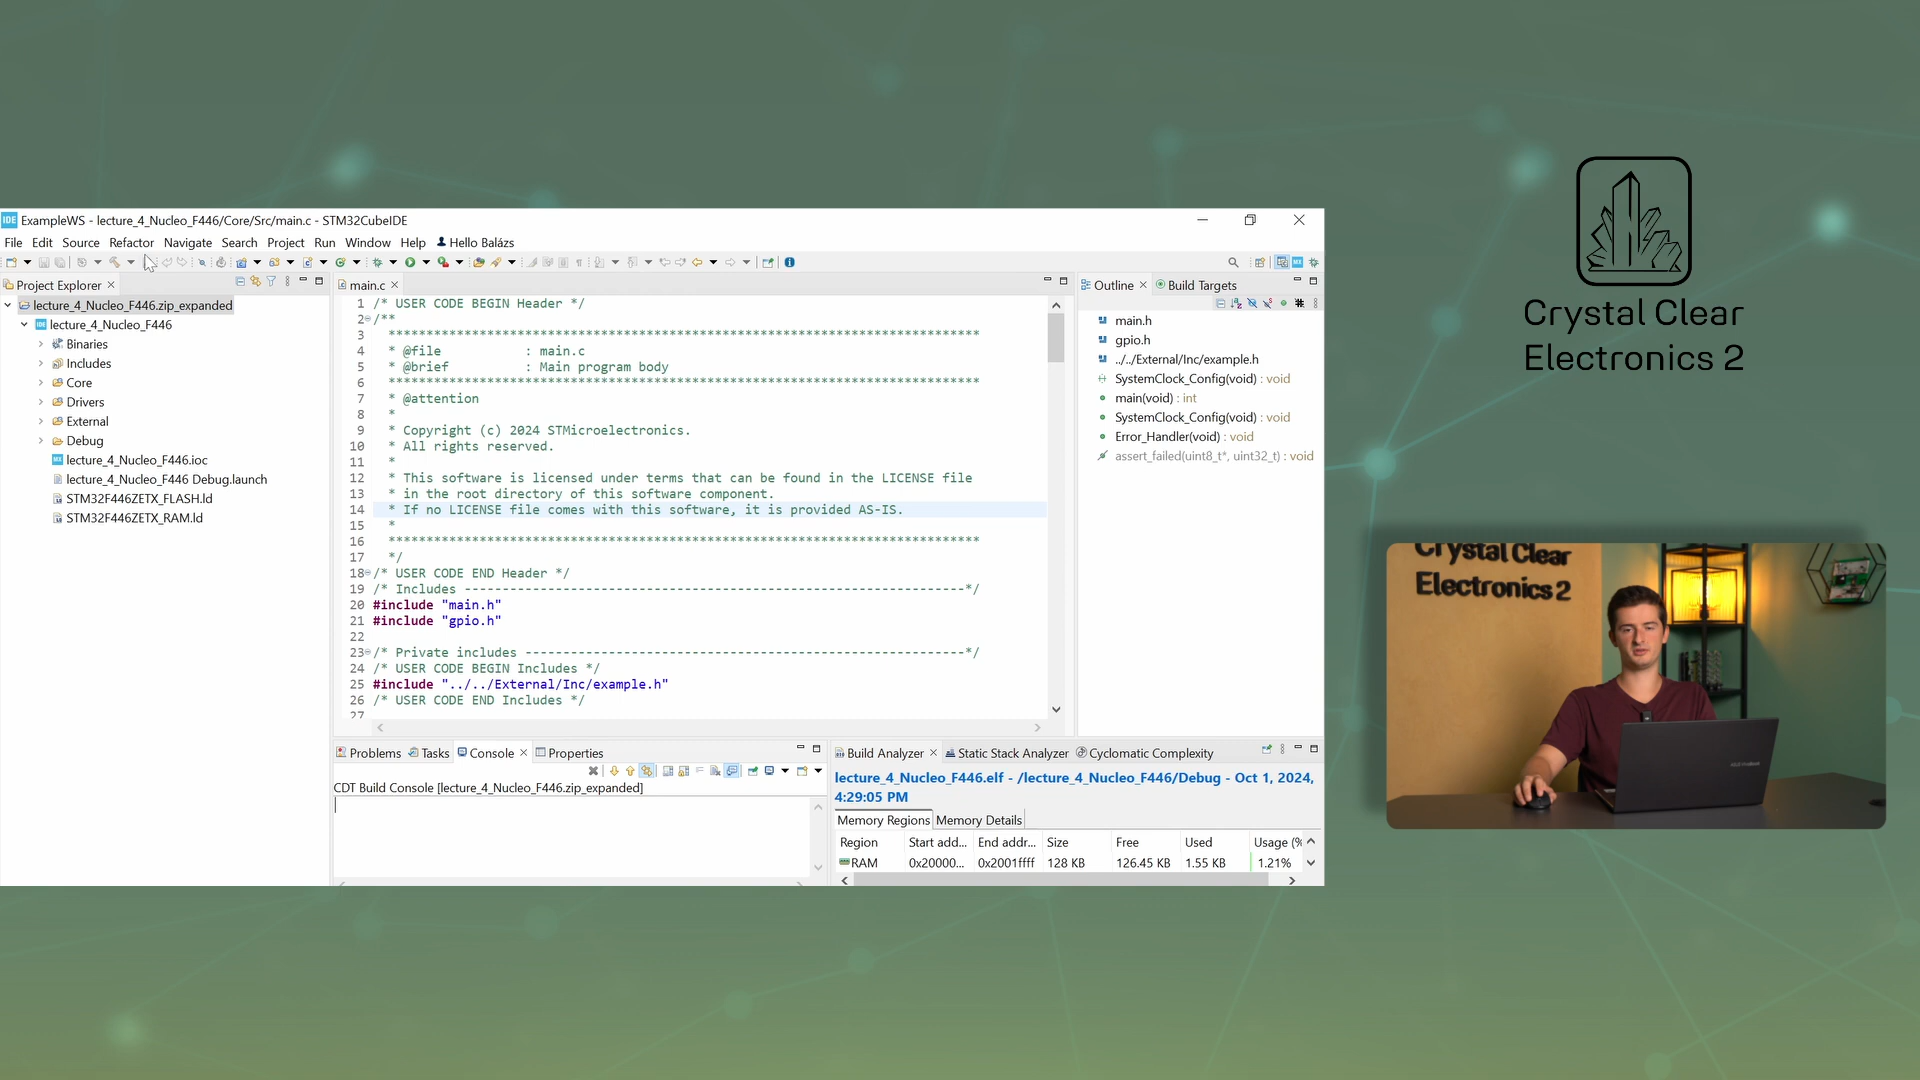 IDE ExampleWS - lecture_4_Nucleo_F446/Core/Src/main.c - STM32CubeIDE
File Edit Source Refactor Navigate Search Project Run Window Help Hello Balázs
Project Explorer
lecture_4_Nucleo_F446.zip_expanded
IDE lecture_4_Nucleo_F446
Binaries
Includes
Core
Drivers
External
Debug
MX lecture_4_Nucleo_F446.ioc
lecture_4_Nucleo_F446 Debug.launch
STM32F446ZETX_FLASH.ld
STM32F446ZETX_RAM.ld
main.c
1 /* USER CODE BEGIN Header */
2 /**
3 ******************************************************************************
4 * @file : main.c
5 * @brief : Main program body
6 ******************************************************************************
7 * @attention
8 *
9 * Copyright (c) 2024 STMicroelectronics.
10 * All rights reserved.
11 *
12 * This software is licensed under terms that can be found in the LICENSE file
13 * in the root directory of this software component.
14 * If no LICENSE file comes with this software, it is provided AS-IS.
15 *
16 ******************************************************************************
17 */
18 /* USER CODE END Header */
19 /* Includes ------------------------------------------------------------------*/
20 #include "main.h"
21 #include "gpio.h"
22
23 /* Private includes ----------------------------------------------------------*/
24 /* USER CODE BEGIN Includes */
25 #include "../../External/Inc/example.h"
26 /* USER CODE END Includes */
27
Outline Build Targets
main.h
gpio.h
../../External/Inc/example.h
SystemClock_Config(void) : void
main(void) : int
SystemClock_Config(void) : void
Error_Handler(void) : void
assert_failed(uint8_t*, uint32_t) : void
Problems Tasks Console Properties
CDT Build Console [lecture_4_Nucleo_F446.zip_expanded]
Build Analyzer Static Stack Analyzer Cyclomatic Complexity
lecture_4_Nucleo_F446.elf - /lecture_4_Nucleo_F446/Debug - Oct 1, 2024,
4:29:05 PM
Memory Regions Memory Details
Region Start add... End addr... Size Free Used Usage (%
RAM 0x20000... 0x2001ffff 128 KB 126.45 KB 1.55 KB 1.21%
Crystal Clear
Electronics 2
Crystal Clear
Electronics 2